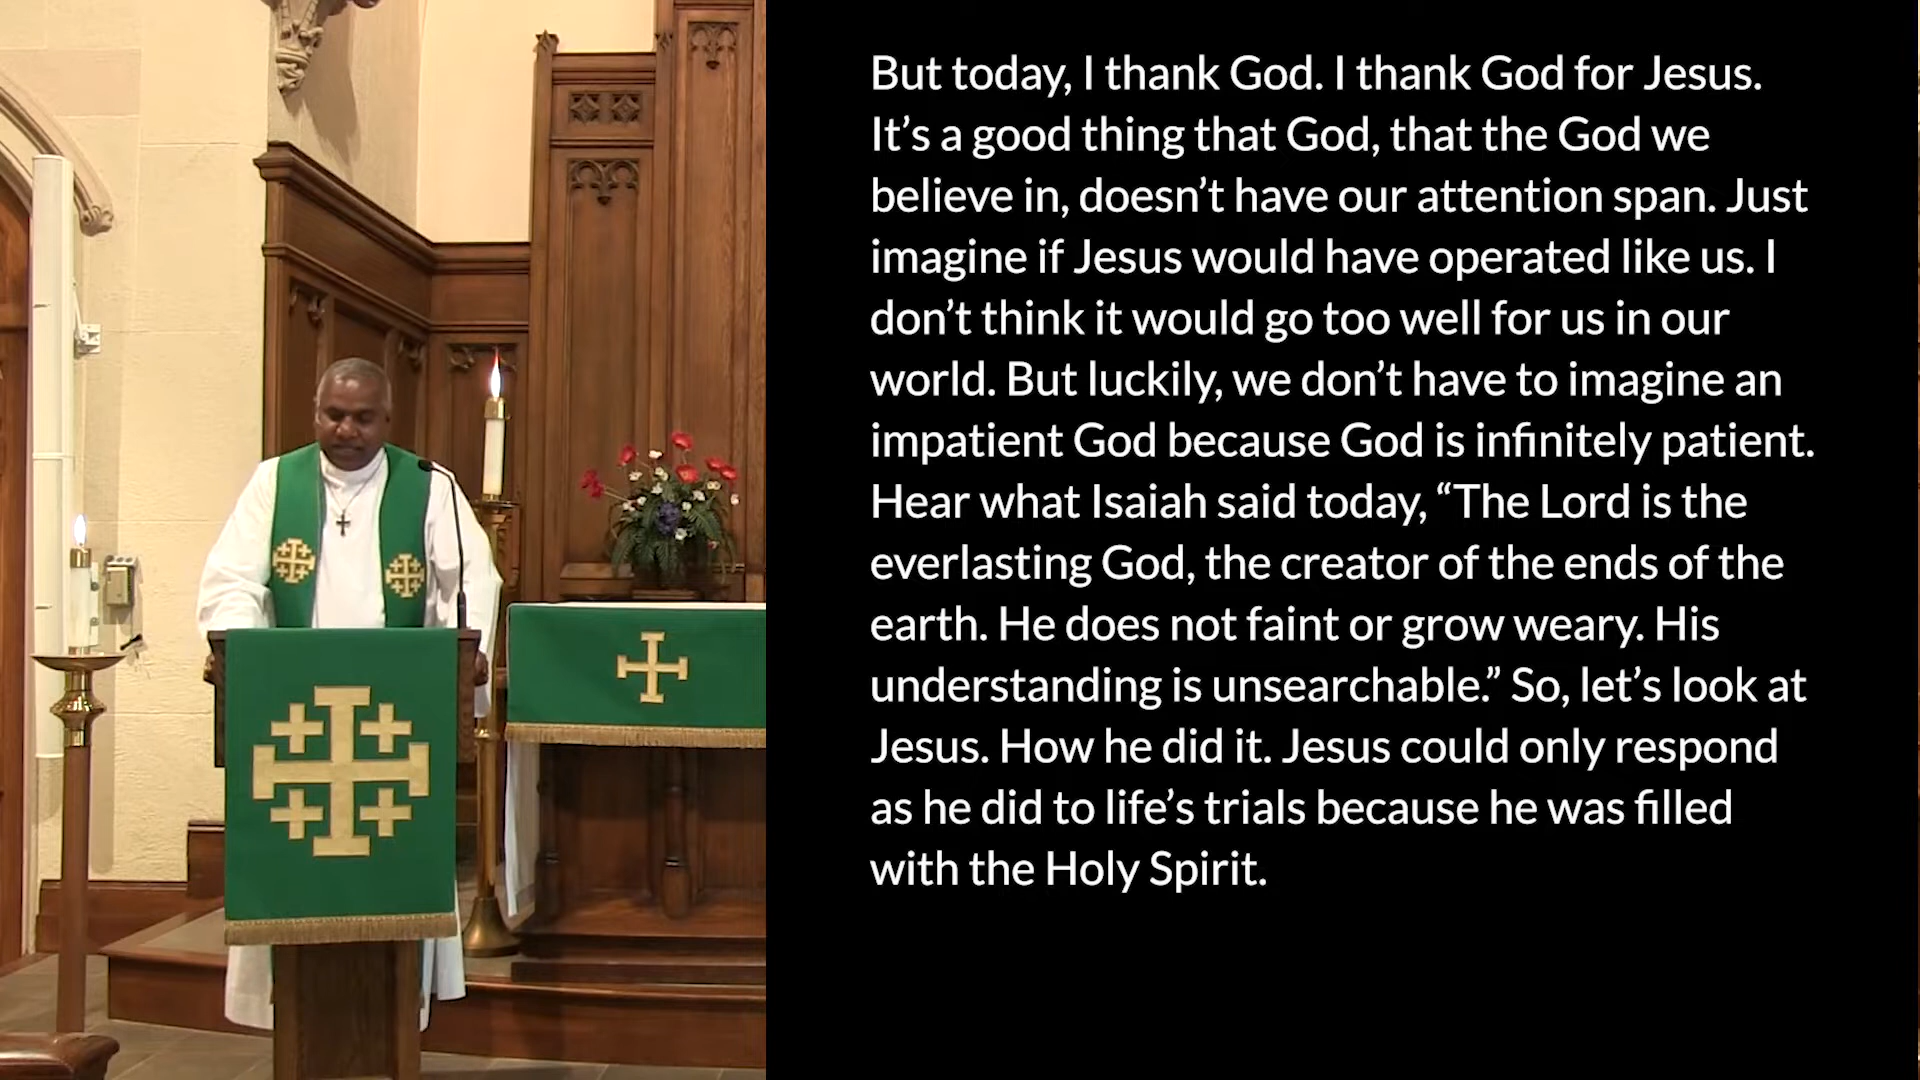 But today, I thank God. I thank God for Jesus.
It’s a good thing that God, that the God we
believe in, doesn’t have our attention span. Just
imagine if Jesus would have operated like us. I
don’t think it would go too well for us in our
world. But luckily, we don’t have to imagine an
impatient God because God is infinitely patient.
Hear what Isaiah said today, “The Lord is the
everlasting God, the creator of the ends of the
earth. He does not faint or grow weary. His
understanding is unsearchable.” So, let’s look at
Jesus. How he did it. Jesus could only respond
as he did to life’s trials because he was filled
with the Holy Spirit.